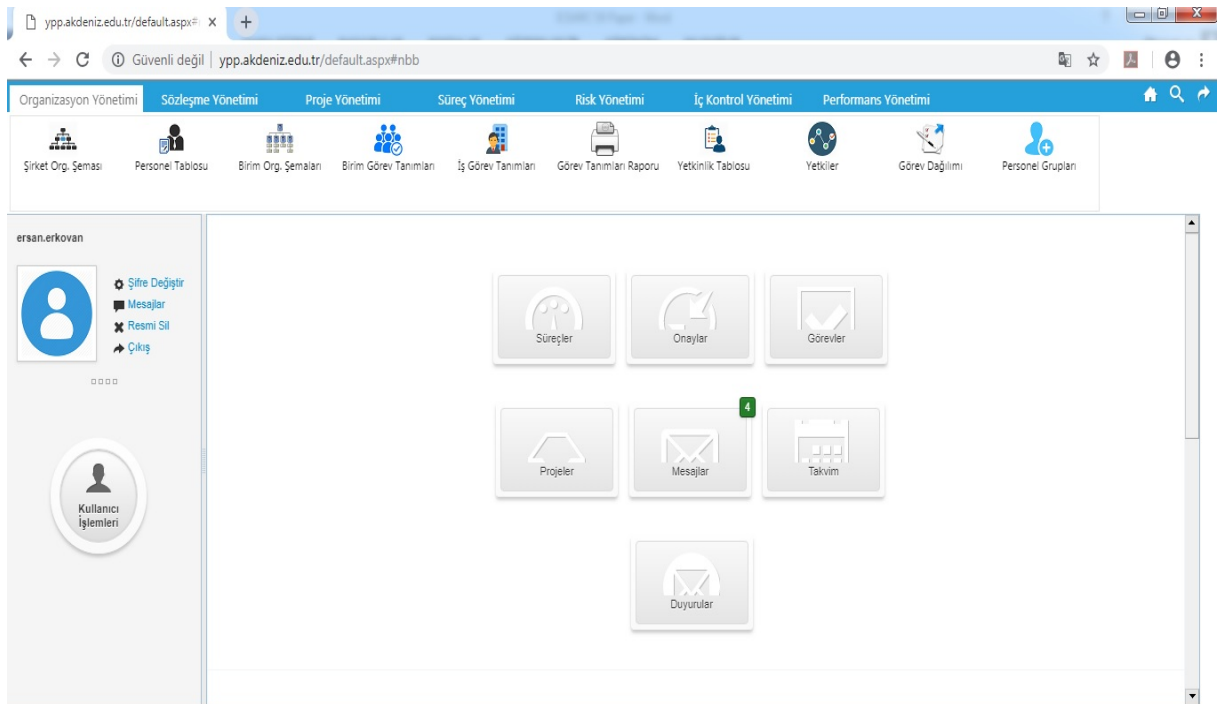 ypp.akdeniz.edu.tr/default.aspx#
Güvenli değil | ypp.akdeniz.edu.tr/default.aspx#nbb
Organizasyon Yönetimi Sözleşme Yönetimi Proje Yönetimi Süreç Yönetimi Risk Yönetimi İç Kontrol Yönetimi Performans Yönetimi
Şirket Org. Şeması Personel Tablosu Birim Org. Şemaları Birim Görev Tanımları İş Görev Tanımları Görev Tanımları Raporu Yetkinlik Tablosu Yetkiler Görev Dağılımı Personel Grupları
ersan.erkovan
Şifre Değiştir
Mesajlar
Resmi Sil
Çıkış
Süreçler Onaylar Görevler
4
Projeler Mesajlar Takvim
Kullanıcı
İşlemleri
Duyurular